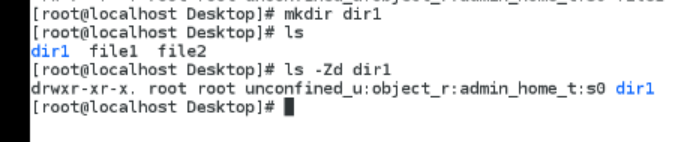 [root@localhost Desktop]# mkdir dir1
[root@localhost Desktop]# ls
dir1 file1 file2
[root@localhost Desktop]# ls -Zd dir1
drwxr-xr-x. root root unconfined_u:object_r:admin_home_t:s0 dir1
[root@localhost Desktop]#